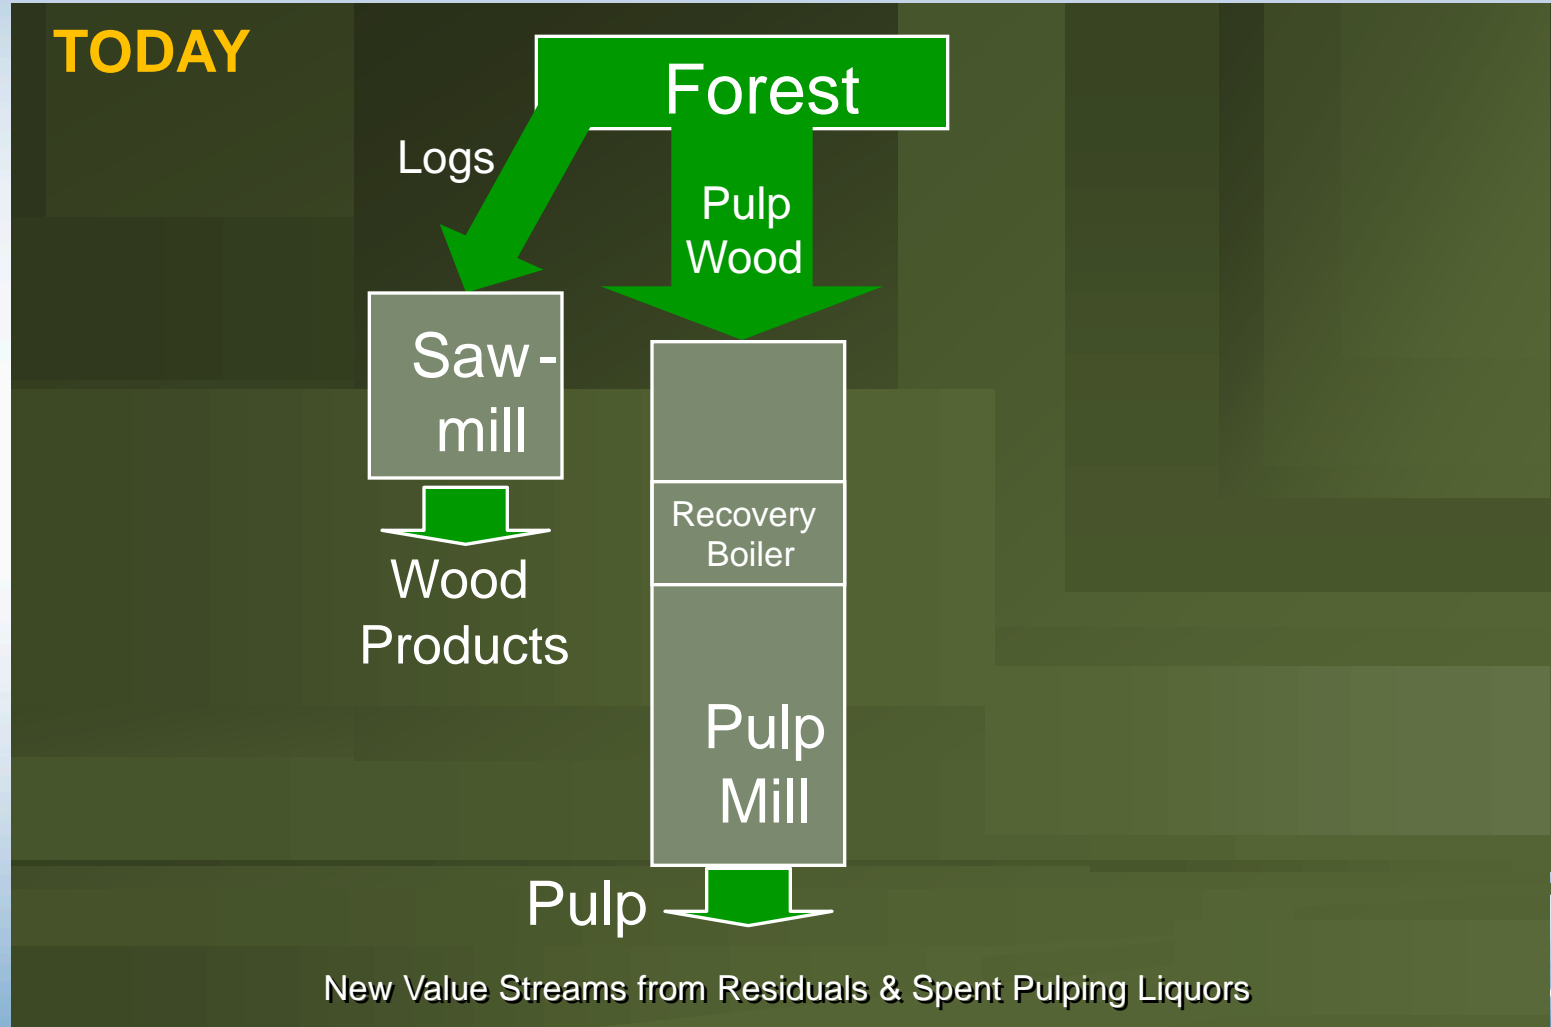 TODAY
Forest
Logs
Pulp
Wood
Saw-
mill
Recovery
Boiler
Wood
Products
Pulp
Mill
Pulp
New Value Streams from Residuals & Spent Pulping Liquors